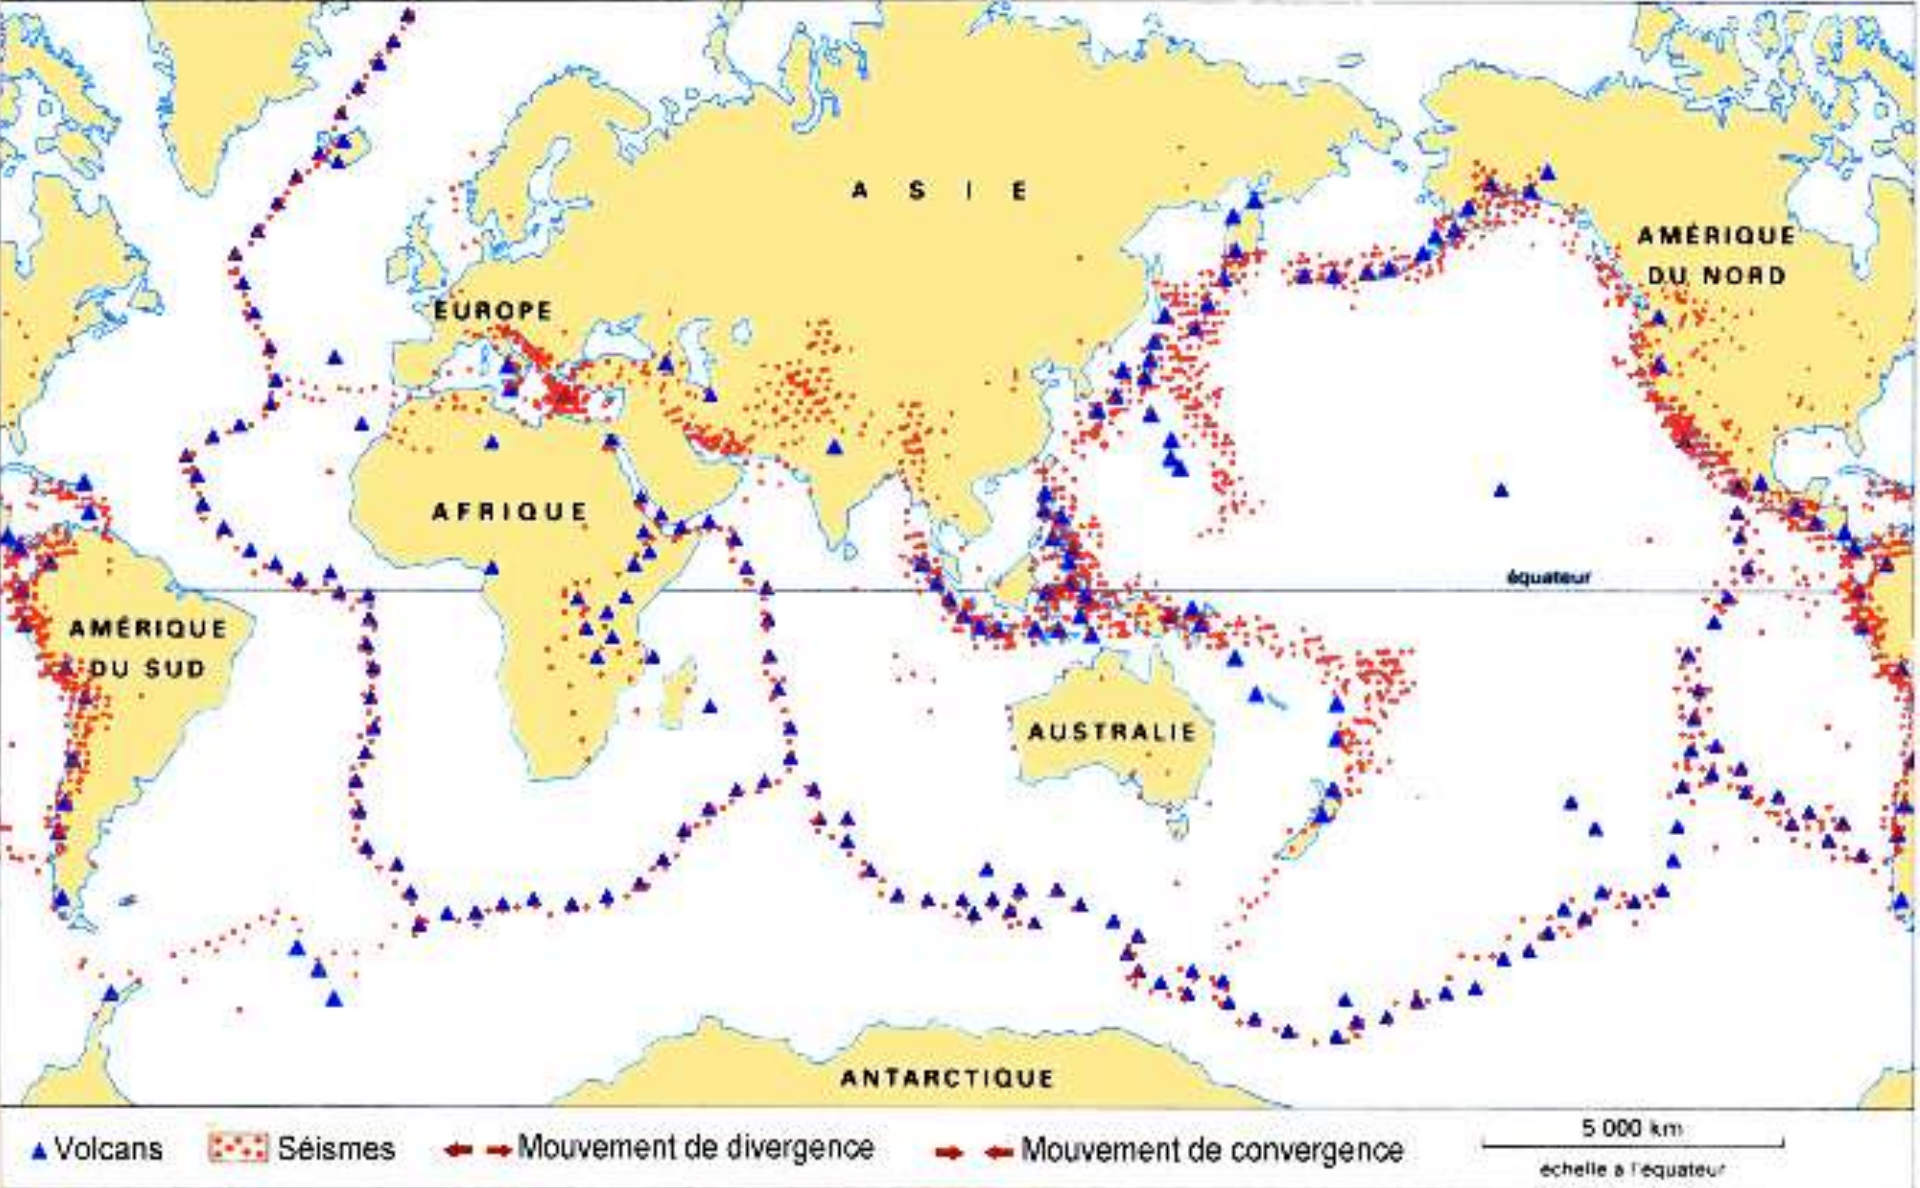 A S I E
AMÉRIQUE
DU NORD
EUROPE
AFRIQUE
équateur
AMÉRIQUE
DU SUD
AUSTRALIE
ANTARCTIQUE
Volcans
Séismes
Mouvement de divergence
Mouvement de convergence
5 000 km
échelle à l'équateur